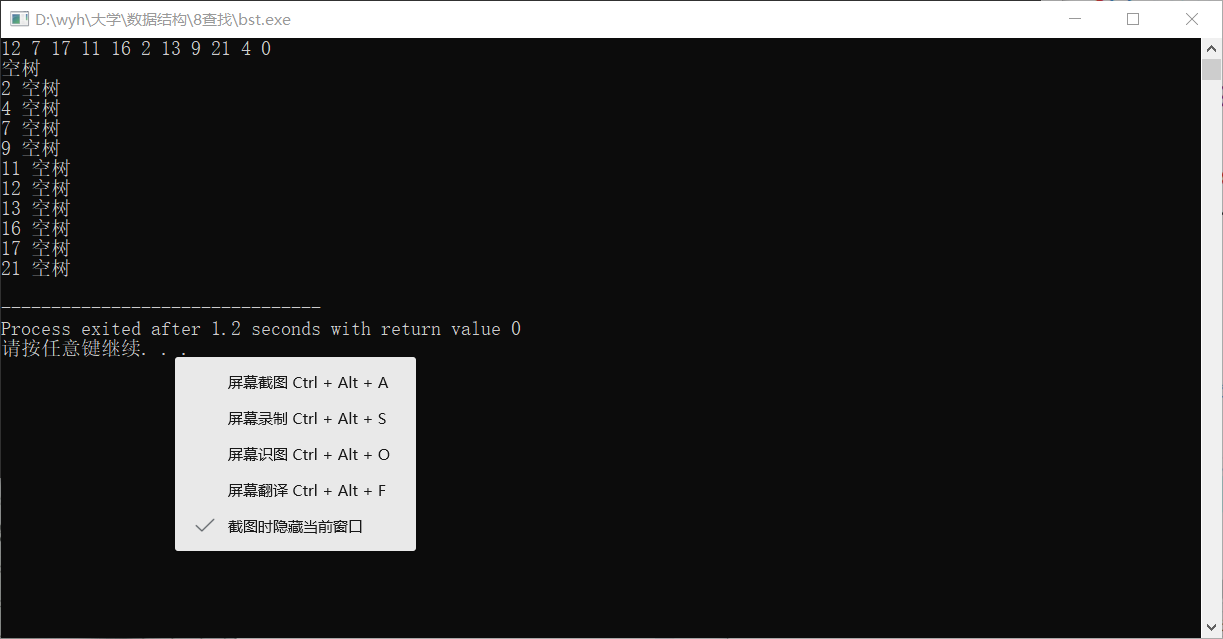 D:\wyh\大学\数据结构\8查找\bst.exe
12 7 17 11 16 2 13 9 21 4 0
空树
2 空树
4 空树
7 空树
9 空树
11 空树
12 空树
13 空树
16 空树
17 空树
21 空树
--------------------------------
Process exited after 1.2 seconds with return value 0
请按任意键继续. . .
屏幕截图 Ctrl + Alt + A
屏幕录制 Ctrl + Alt + S
屏幕识图 Ctrl + Alt + O
屏幕翻译 Ctrl + Alt + F
截图时隐藏当前窗口